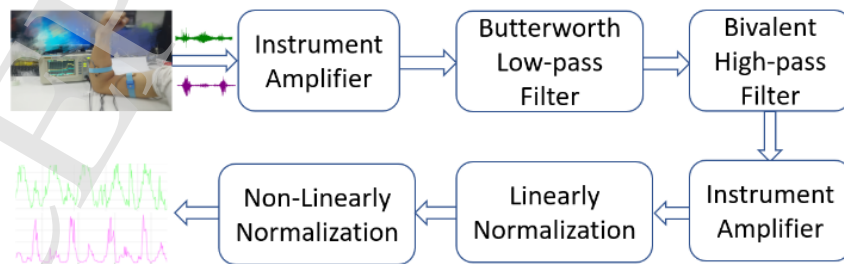 Instrument
Amplifier
Butterworth
Low-pass
Filter
Bivalent
High-pass
Filter
Non-Linearly
Normalization
Linearly
Normalization
Instrument
Amplifier